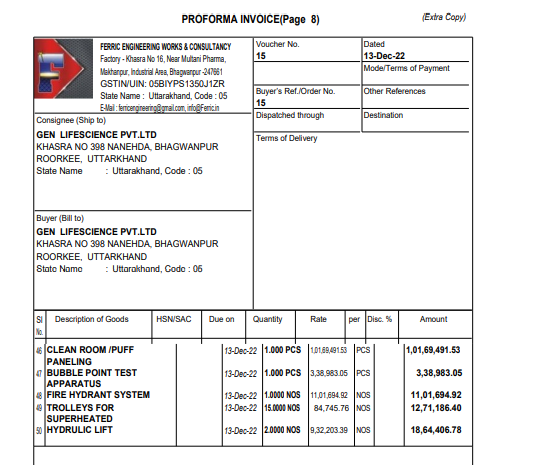 PROFORMA INVOICE(Page 8)
(Extra Copy)
FERRIC ENGINEERING WORKS & CONSULTANCY
Factory - Khasra No 16, Near Multani Pharma,
Makhanpur, Industrial Area, Bhagwanpur -247661
GSTIN/UIN: 05BIYPS1350J1ZR
State Name : Uttarakhand, Code : 05
E-Mail : ferricengineering@gmail.com, info@Ferric.in
Voucher No.
15
Dated
13-Dec-22
Mode/Terms of Payment
Buyer's Ref./Order No.
15
Other References
Dispatched through
Destination
Terms of Delivery
Consignee (Ship to)
GEN LIFESCIENCE PVT.LTD
KHASRA NO 398 NANEHDA, BHAGWANPUR
ROORKEE, UTTARKHAND
State Name : Uttarakhand, Code : 05
Buyer (Bill to)
GEN LIFESCIENCE PVT.LTD
KHASRA NO 398 NANEHDA, BHAGWANPUR
ROORKEE, UTTARKHAND
State Name : Uttarakhand, Code : 05
Sl No. Description of Goods HSN/SAC Due on Quantity Rate per Disc. % Amount
46 CLEAN ROOM /PUFF 13-Dec-22 1.000 PCS 1,01,69,491.53 PCS 1,01,69,491.53
PANELING
47 BUBBLE POINT TEST 13-Dec-22 1.000 PCS 3,38,983.05 PCS 3,38,983.05
APPARATUS
48 FIRE HYDRANT SYSTEM 13-Dec-22 1.0000 NOS 11,01,694.92 NOS 11,01,694.92
49 TROLLEYS FOR 13-Dec-22 15.0000 NOS 84,745.76 NOS 12,71,186.40
SUPERHEATED
50 HYDRULIC LIFT 13-Dec-22 2.0000 NOS 9,32,203.39 NOS 18,64,406.78